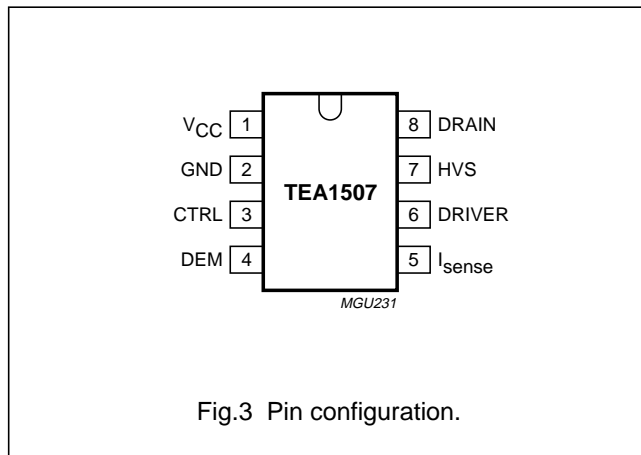 VCC 1 8 DRAIN
GND 2 7 HVS
TEA1507
CTRL 3 6 DRIVER
DEM 4 5 Isense
MGU231
Fig.3 Pin configuration.